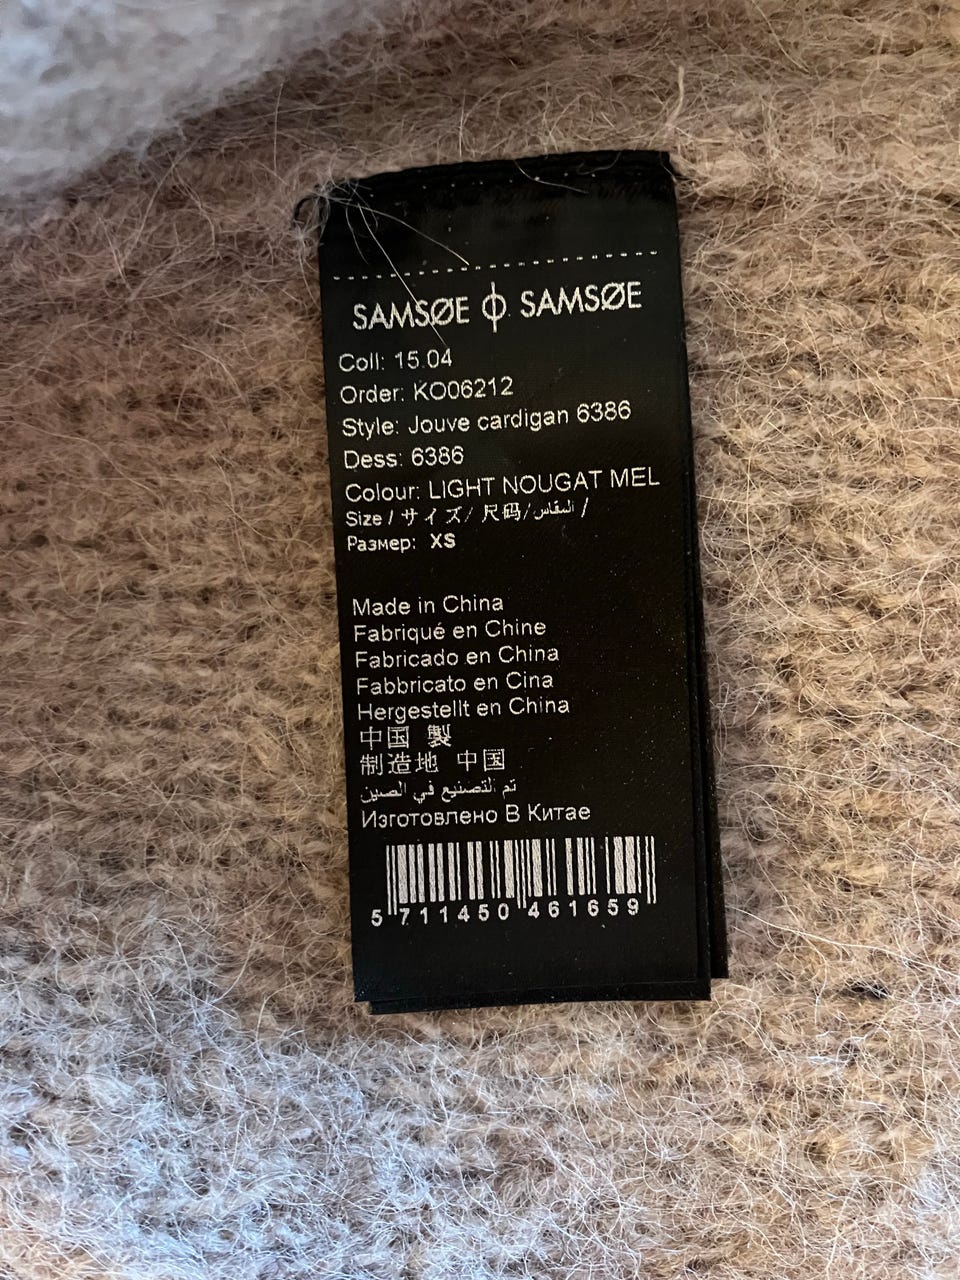 SAMSØE ɸ SAMSØE
Coll: 15.04
Order: KO06212
Style: Jouve cardigan 6386
Dess: 6386
Colour: LIGHT NOUGAT MEL
Size / サイズ/ 尺码/المقاس /
Размер: XS
Made in China
Fabriqué en Chine
Fabricado en China
Fabbricato en Cina
Hergestellt en China
中国 製
制造地 中国
تم التصنيع في الصين
Изготовлено В Китае
5 711450 461659